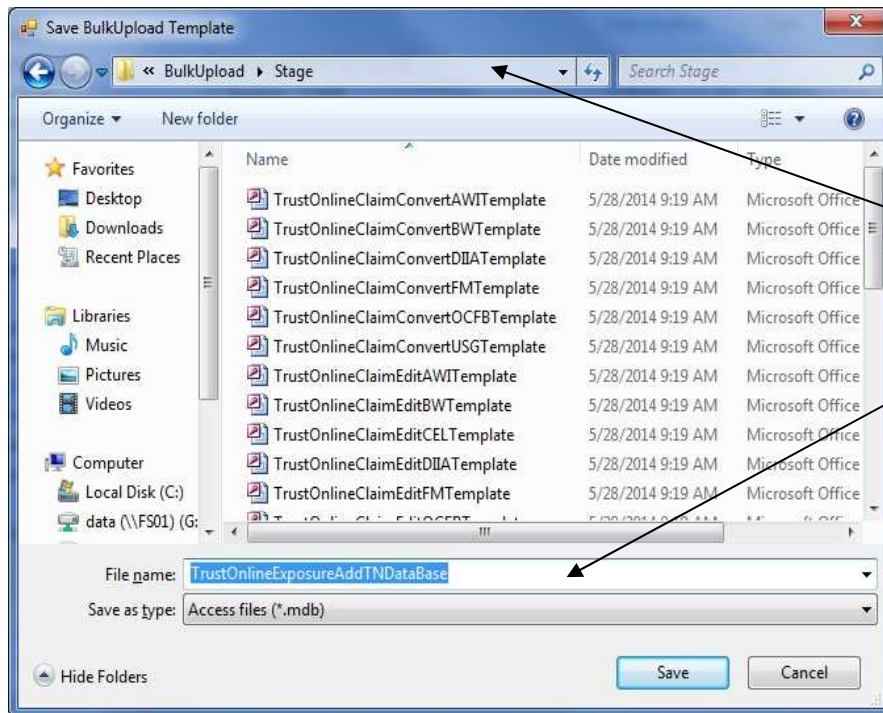 Save BulkUpload Template
« BulkUpload ▸ Stage
Search Stage
Organize New folder
Name Date modified Type
Favorites
Desktop
Downloads
Recent Places
Libraries
Music
Pictures
Videos
Computer
Local Disk (C:)
data (\\FS01) (G:
TrustOnlineClaimConvertAWITemplate 5/28/2014 9:19 AM Microsoft Office
TrustOnlineClaimConvertBWTemplate 5/28/2014 9:19 AM Microsoft Office
TrustOnlineClaimConvertDIIATemplate 5/28/2014 9:19 AM Microsoft Office
TrustOnlineClaimConvertFMTemplate 5/28/2014 9:19 AM Microsoft Office
TrustOnlineClaimConvertOCFBTemplate 5/28/2014 9:19 AM Microsoft Office
TrustOnlineClaimConvertUSGTemplate 5/28/2014 9:19 AM Microsoft Office
TrustOnlineClaimEditAWITemplate 5/28/2014 9:19 AM Microsoft Office
TrustOnlineClaimEditBWTemplate 5/28/2014 9:19 AM Microsoft Office
TrustOnlineClaimEditCELTemplate 5/28/2014 9:19 AM Microsoft Office
TrustOnlineClaimEditDIIATemplate 5/28/2014 9:19 AM Microsoft Office
TrustOnlineClaimEditFMTemplate 5/28/2014 9:19 AM Microsoft Office
File name: TrustOnlineExposureAddTNDataBase
Save as type: Access files (*.mdb)
Hide Folders
Save Cancel